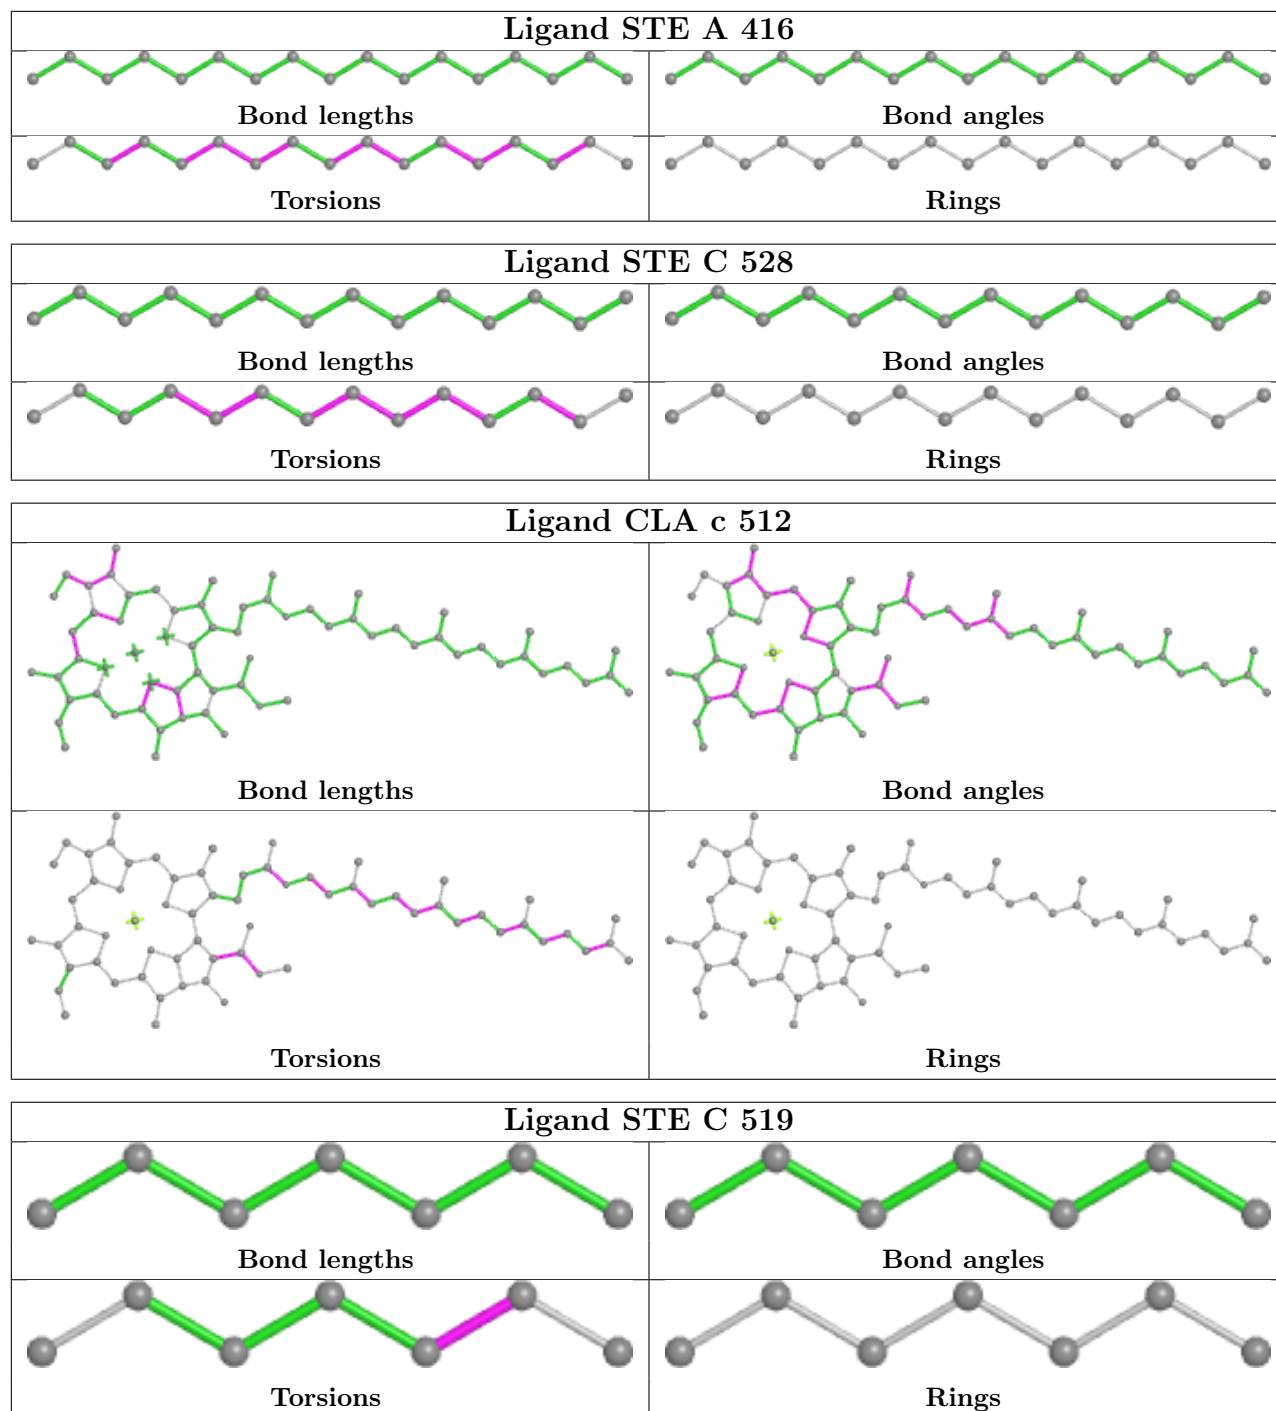 Ligand STE A 416
Bond lengths
Bond angles
Torsions
Rings
Ligand STE C 528
Bond lengths
Bond angles
Torsions
Rings
Ligand CLA c 512
Bond lengths
Bond angles
Torsions
Rings
Ligand STE C 519
Bond lengths
Bond angles
Torsions
Rings